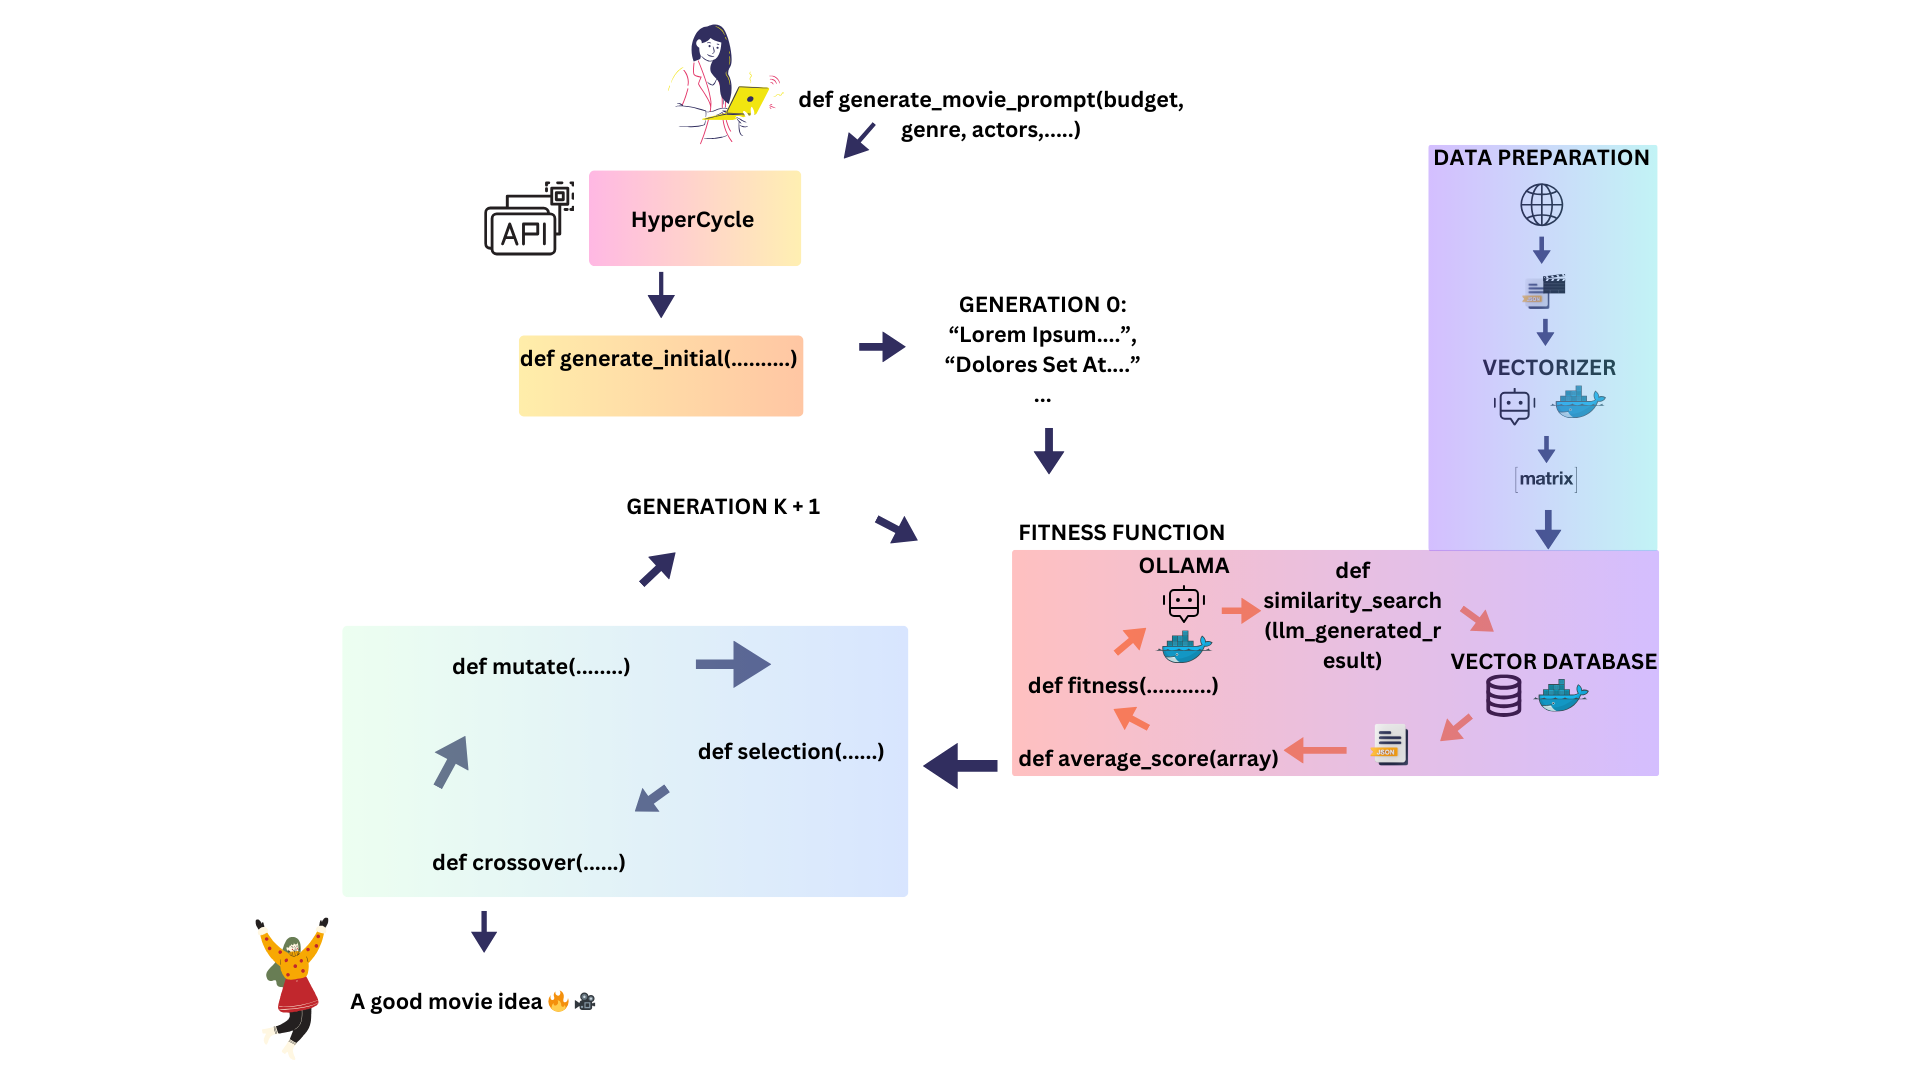 def generate_movie_prompt(budget,
genre, actors,.....)
DATA PREPARATION
API
HyperCycle
GENERATION 0:
“Lorem Ipsum....”,
“Dolores Set At....”
...
def generate_initial(..........)
VECTORIZER
[matrix]
GENERATION K + 1
FITNESS FUNCTION
OLLAMA
def
similarity_search
(llm_generated_r
esult)
VECTOR DATABASE
def fitness(...........)
JSON
def average_score(array)
def mutate(........)
def selection(......)
def crossover(......)
A good movie idea 🔥 🎥